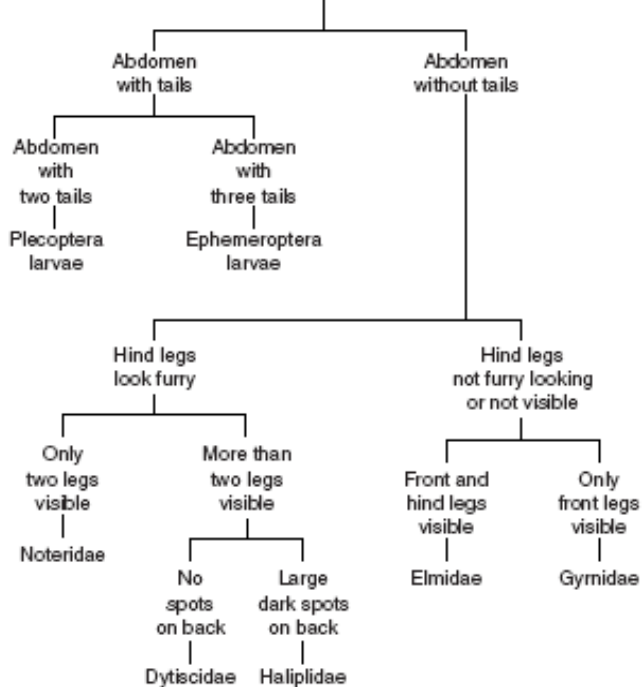 Abdomen
with tails
Abdomen
without tails
Abdomen
with
two tails
Abdomen
with
three tails
Plecoptera
larvae
Ephemeroptera
larvae
Hind legs
look furry
Hind legs
not furry looking
or not visible
Only
two legs
visible
More than
two legs
visible
Front and
hind legs
visible
Only
front legs
visible
Noteridae
Elmidae
Gyrnidae
No
spots
on back
Large
dark spots
on back
Dytiscidae
Haliplidae